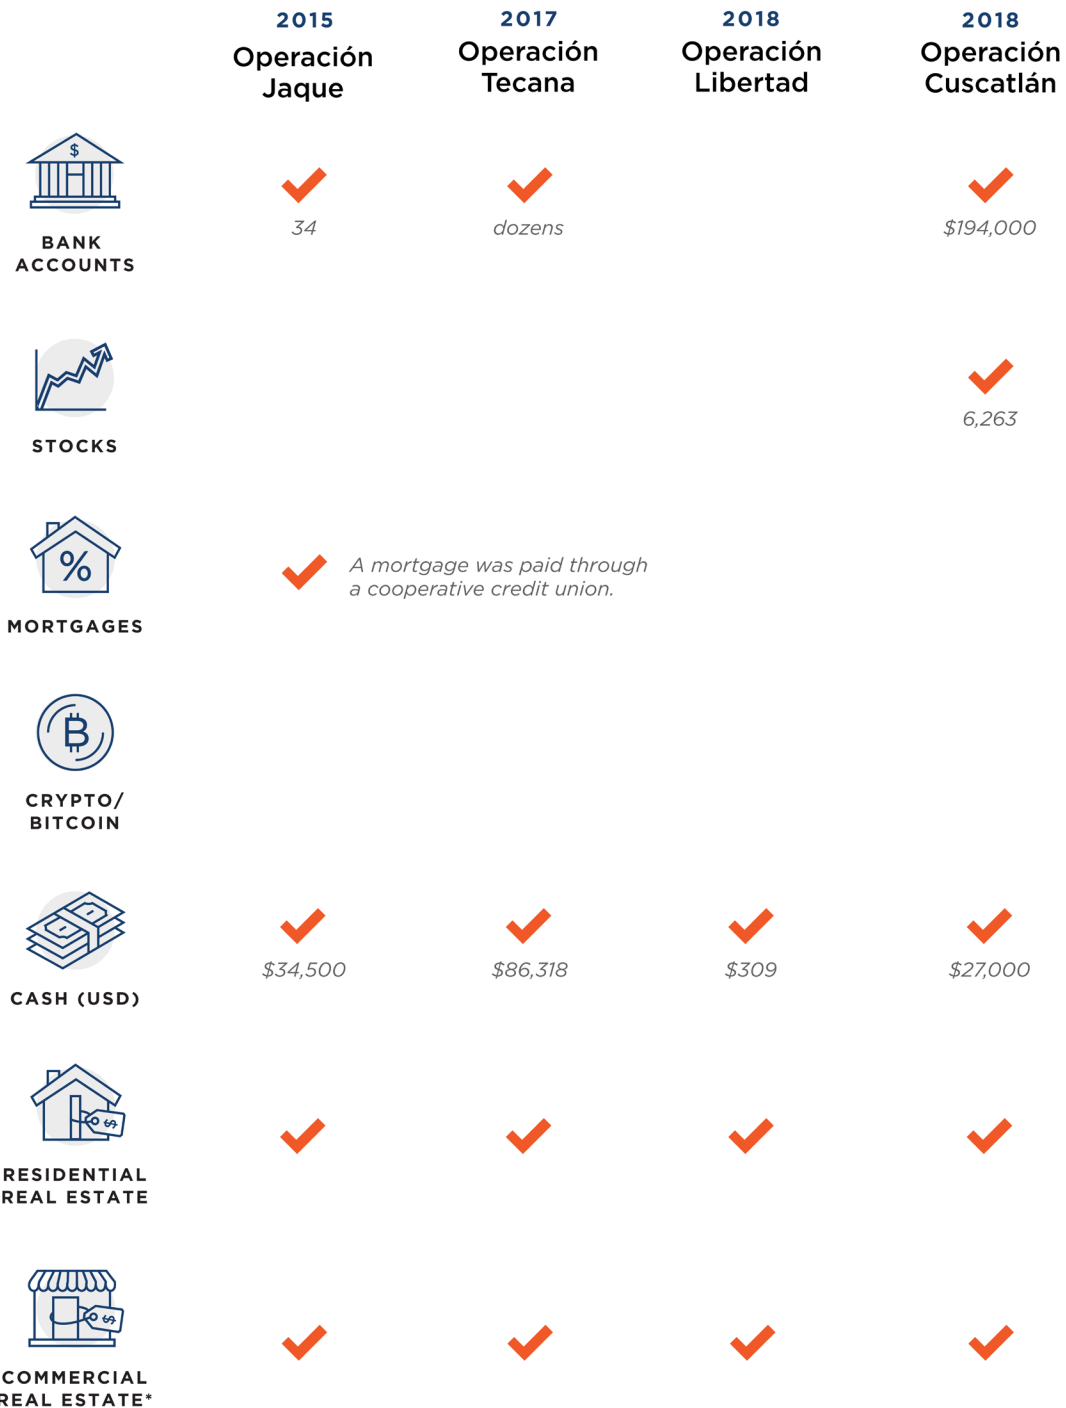 2015
Operación
Jaque
2017
Operación
Tecana
2018
Operación
Libertad
2018
Operación
Cuscatlán
$
BANK
ACCOUNTS
34
dozens
$194,000
STOCKS
6,263
%
MORTGAGES
A mortgage was paid through
a cooperative credit union.
B
CRYPTO/
BITCOIN
CASH (USD)
$34,500
$86,318
$309
$27,000
$
RESIDENTIAL
REAL ESTATE
$
COMMERCIAL
REAL ESTATE*